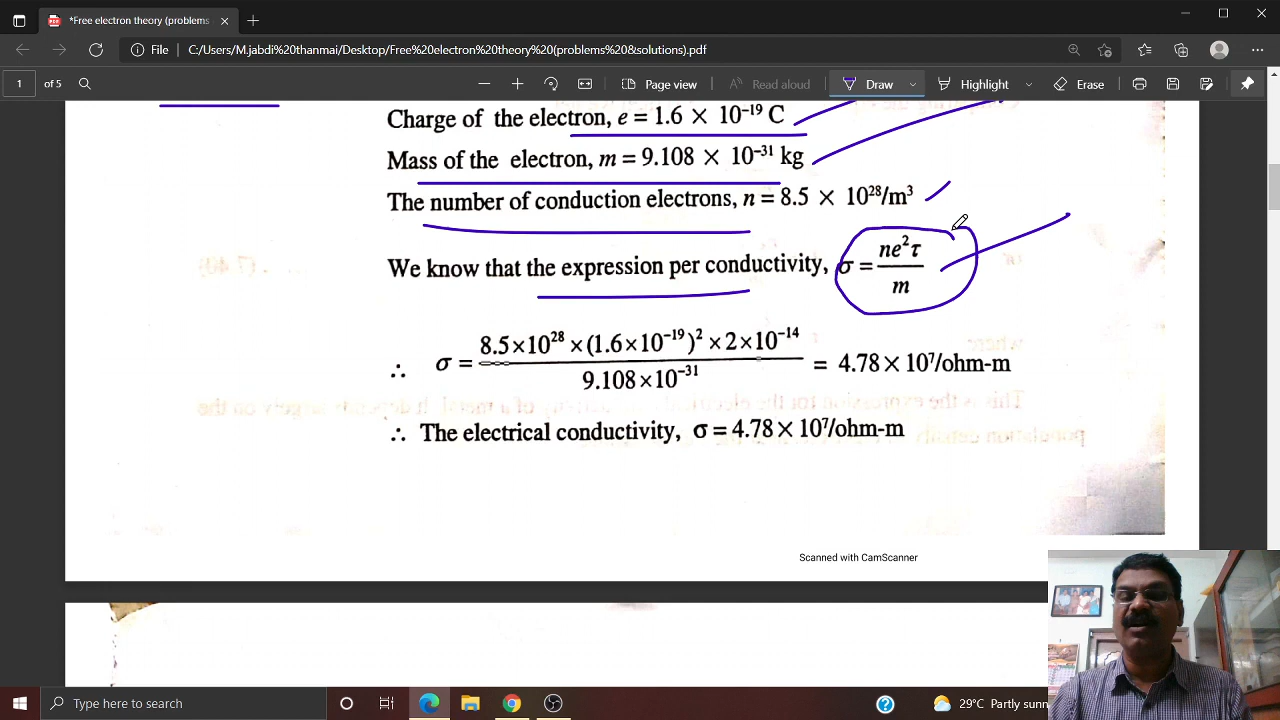 *Free electron theory (problems
File C:/Users/M.jabdi%20thanmai/Desktop/Free%20electron%20theory%20(problems%20&solutions).pdf
1 of 5 Page view Read aloud Draw Highlight Erase
Charge of the electron, e = 1.6 × 10⁻¹⁹ C
Mass of the electron, m = 9.108 × 10⁻³¹ kg
The number of conduction electrons, n = 8.5 × 10²⁸/m³
We know that the expression per conductivity, σ = ne²τ / m
∴ σ = 8.5×10²⁸ ×(1.6×10⁻¹⁹)² ×2×10⁻¹⁴ / 9.108×10⁻³¹ = 4.78 × 10⁷/ohm-m
∴ The electrical conductivity, σ = 4.78 × 10⁷/ohm-m
Scanned with CamScanner
Type here to search
29°C Partly sunn